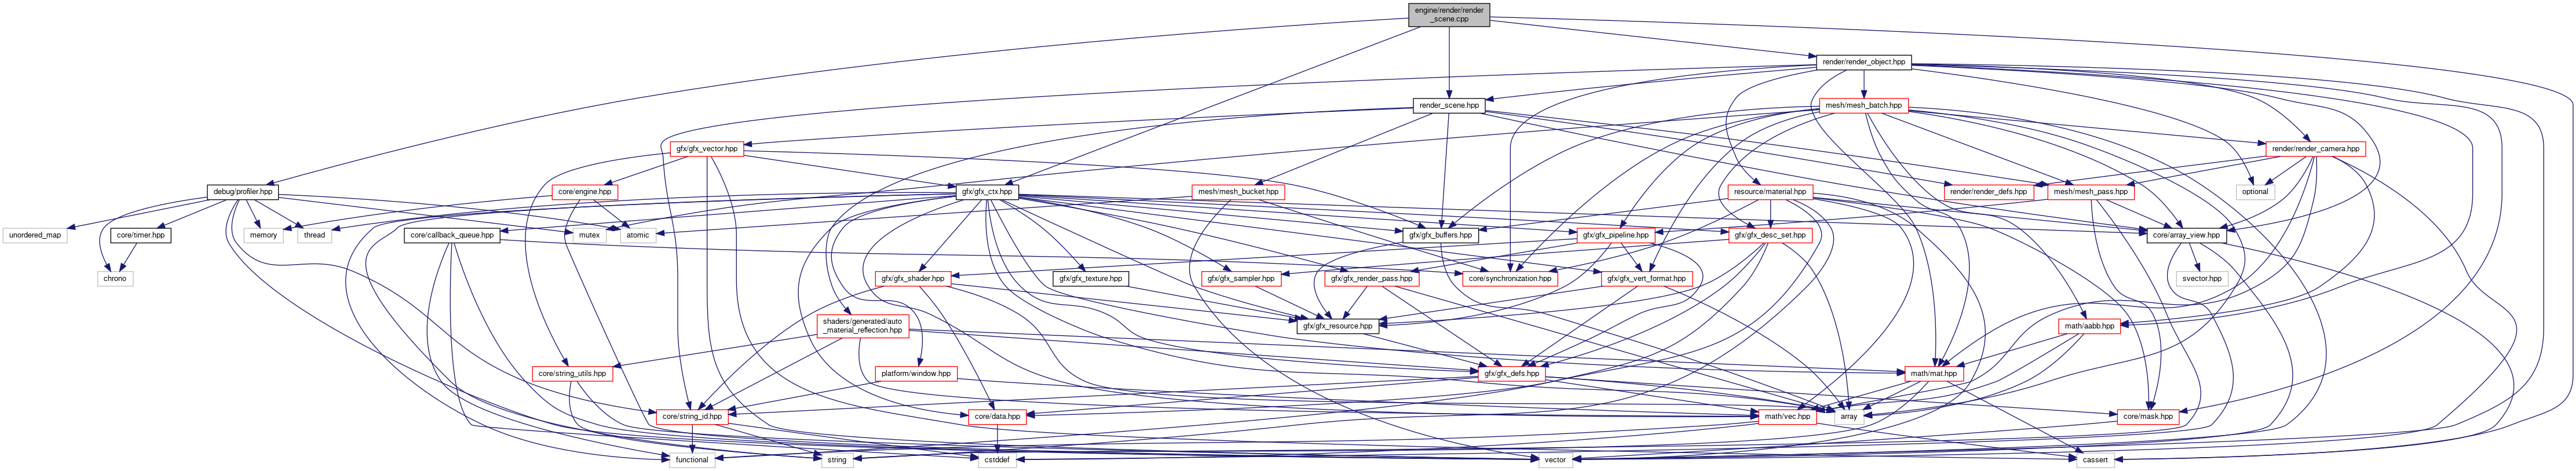 engine/render/render
_scene.cpp
render/render_object.hpp
render_scene.hpp
mesh/mesh_batch.hpp
gfx/gfx_vector.hpp
render/render_camera.hpp
debug/profiler.hpp
core/engine.hpp
gfx/gfx_ctx.hpp
mesh/mesh_bucket.hpp
resource/material.hpp
render/render_defs.hpp
mesh/mesh_pass.hpp
optional
unordered_map
core/timer.hpp
memory
thread
core/callback_queue.hpp
mutex
atomic
gfx/gfx_buffers.hpp
gfx/gfx_pipeline.hpp
gfx/gfx_desc_set.hpp
core/array_view.hpp
chrono
gfx/gfx_shader.hpp
gfx/gfx_texture.hpp
gfx/gfx_sampler.hpp
gfx/gfx_render_pass.hpp
core/synchronization.hpp
gfx/gfx_vert_format.hpp
svector.hpp
shaders/generated/auto
_material_reflection.hpp
gfx/gfx_resource.hpp
math/aabb.hpp
core/string_utils.hpp
platform/window.hpp
gfx/gfx_defs.hpp
math/mat.hpp
core/string_id.hpp
core/data.hpp
math/vec.hpp
array
core/mask.hpp
functional
string
cstddef
vector
cassert